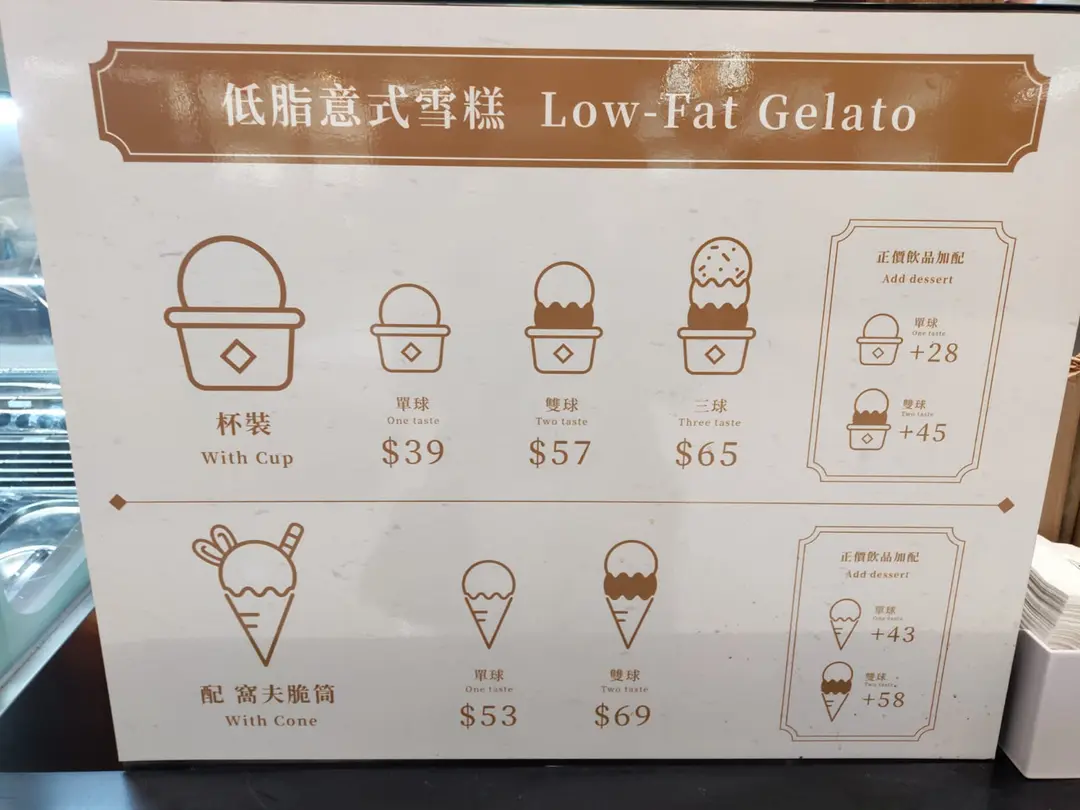 低脂意式雪糕 Low-Fat Gelato
杯裝
With Cup
單球
One taste
$39
雙球
Two taste
$57
三球
Three taste
$65
正價飲品加配
Add dessert
單球
One taste
+28
雙球
Two taste
+45
配 窩夫脆筒
With Cone
單球
One taste
$53
雙球
Two taste
$69
正價飲品加配
Add dessert
單球
One taste
+43
雙球
Two taste
+58